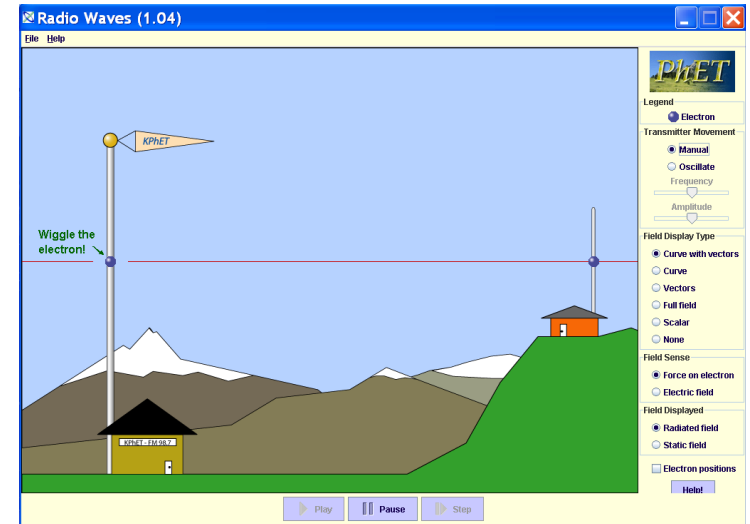 Radio Waves (1.04)
File Help
PhET
Legend
Electron
Transmitter Movement
Manual
Oscillate
Frequency
Amplitude
Field Display Type
Curve with vectors
Curve
Vectors
Full field
Scalar
None
Field Sense
Force on electron
Electric field
Field Displayed
Radiated field
Static field
Electron positions
Help!
KPhET
Wiggle the
electron!
KPhET - FM 98.7
Play Pause Step